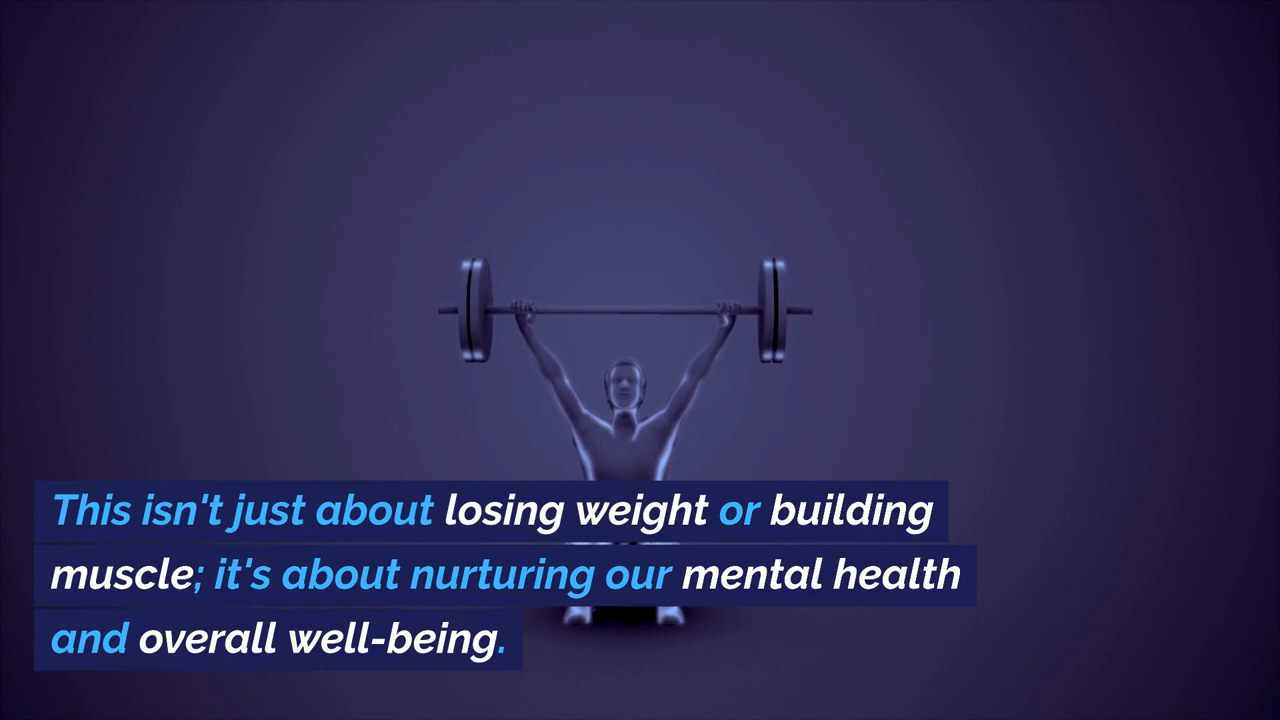 This isn't just about losing weight or building
muscle; it's about nurturing our mental health
and overall well-being.